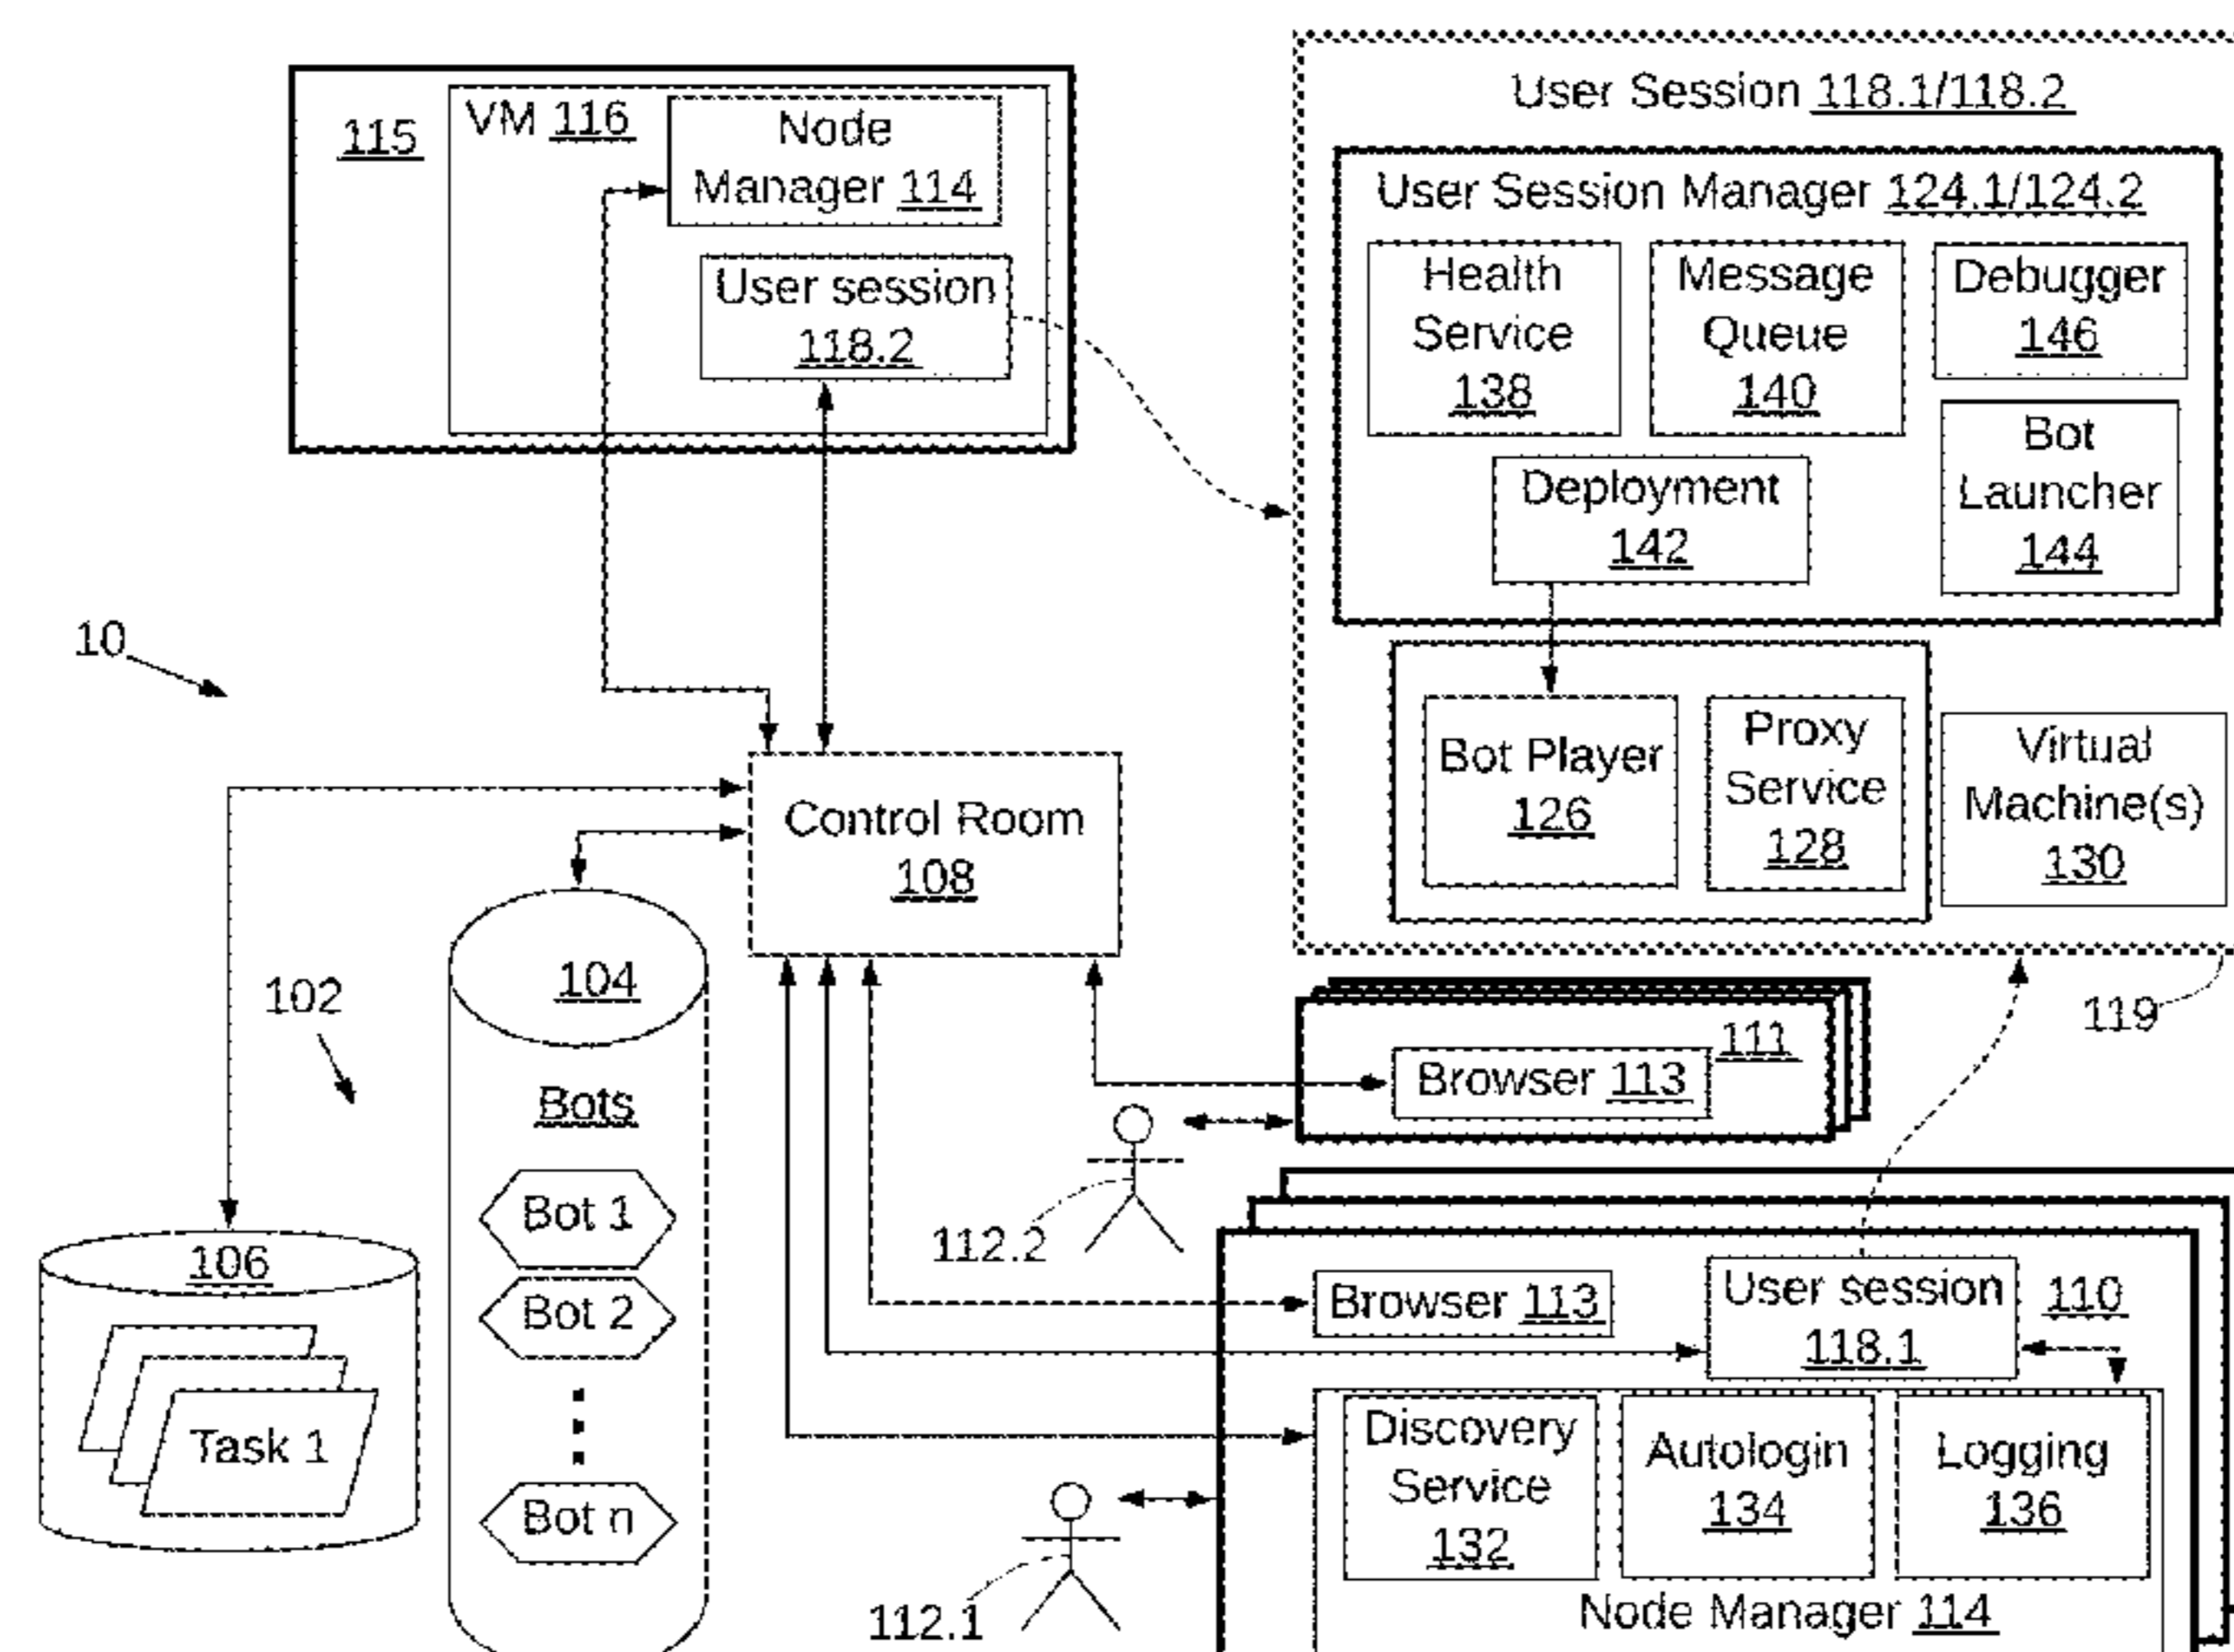 115
VM 116
Node
Manager 114
User session
118.2
User Session 118.1/118.2
User Session Manager 124.1/124.2
Health
Service
138
Message
Queue
140
Debugger
146
Deployment
142
Bot
Launcher
144
Bot Player
126
Proxy
Service
128
Virtual
Machine(s)
130
119
10
Control Room
108
102
104
Bots
Bot 1
Bot 2
Bot n
106
Task 1
111
Browser 113
112.2
Browser 113
User session
118.1
110
Discovery
Service
132
Autologin
134
Logging
136
Node Manager 114
112.1